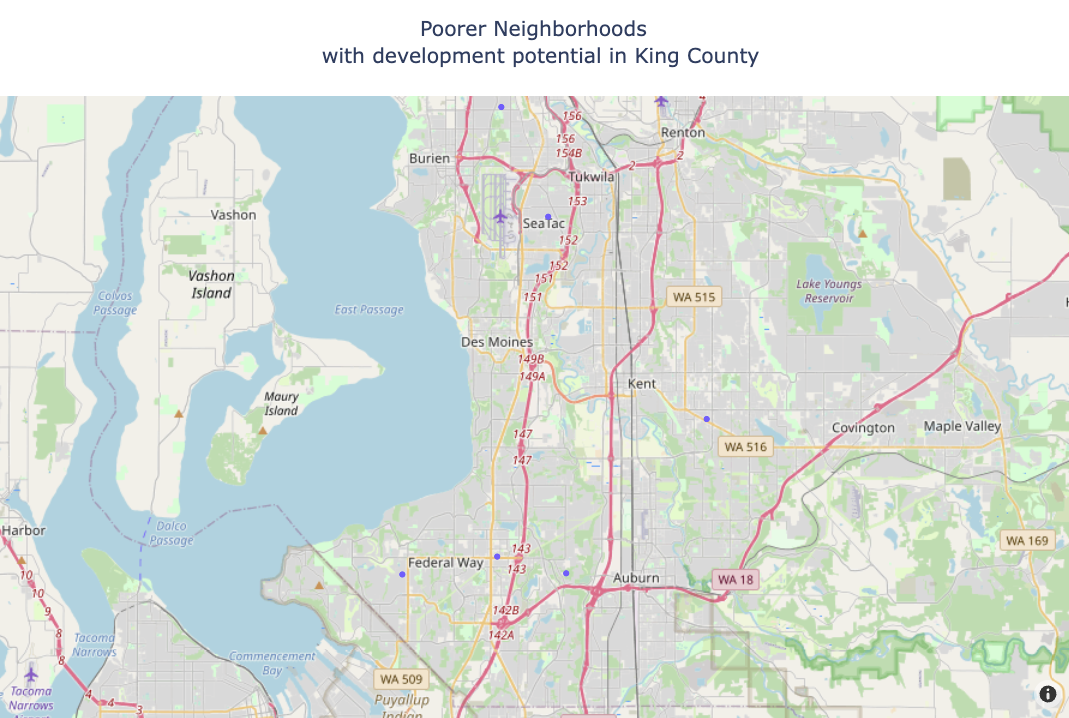 Poorer Neighborhoods
with development potential in King County
156
4
Renton
156
154B
2
Burien
2
Tukwila
153
Vashon
SeaTac
152
152
Vashon
Island
151
Lake Youngs
Reservoir
Colvos
Passage
East Passage
151
WA 515
Des Moines
149B
149A
Kent
Maury
Island
Covington
Maple Valley
147
WA 516
147
Harbor
Dalco
Passage
WA 169
143
Federal Way
143
10
Auburn
WA 18
10
9
142B
8
142A
Tacoma
Narrows
8
Commencement
Bay
WA 509
Tacoma
Narrows
4
4
3
Puyallup
Indian